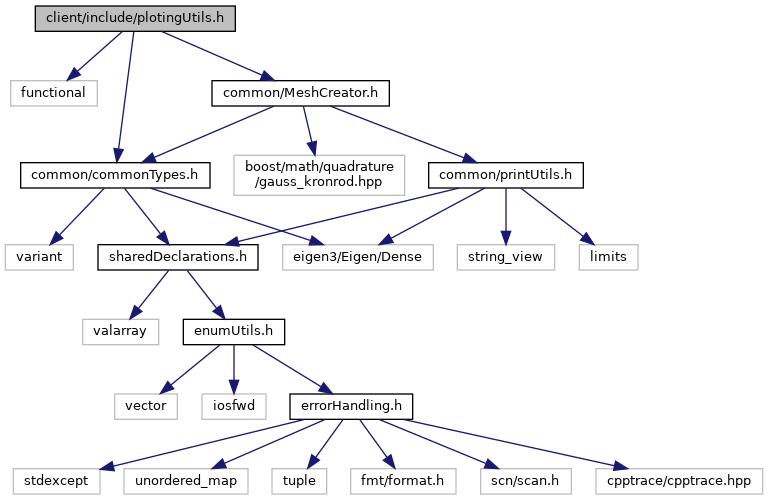 client/include/plotingUtils.h
functional
common/MeshCreator.h
common/commonTypes.h
boost/math/quadrature
/gauss_kronrod.hpp
common/printUtils.h
variant
sharedDeclarations.h
eigen3/Eigen/Dense
string_view
limits
valarray
enumUtils.h
vector
iosfwd
errorHandling.h
stdexcept
unordered_map
tuple
fmt/format.h
scn/scan.h
cpptrace/cpptrace.hpp